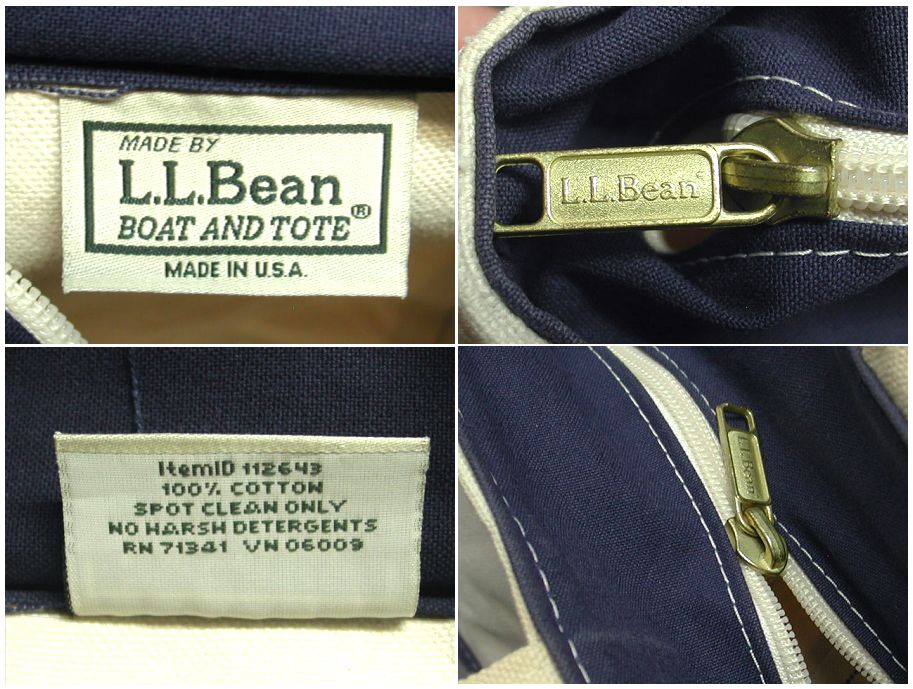 MADE BY
L.L.Bean
BOAT AND TOTE®
MADE IN U.S.A.
L.L.Bean
ItemID 112643
100% COTTON
SPOT CLEAN ONLY
NO HARSH DETERGENTS
RN 71341 VN 06009
L.L.Bean